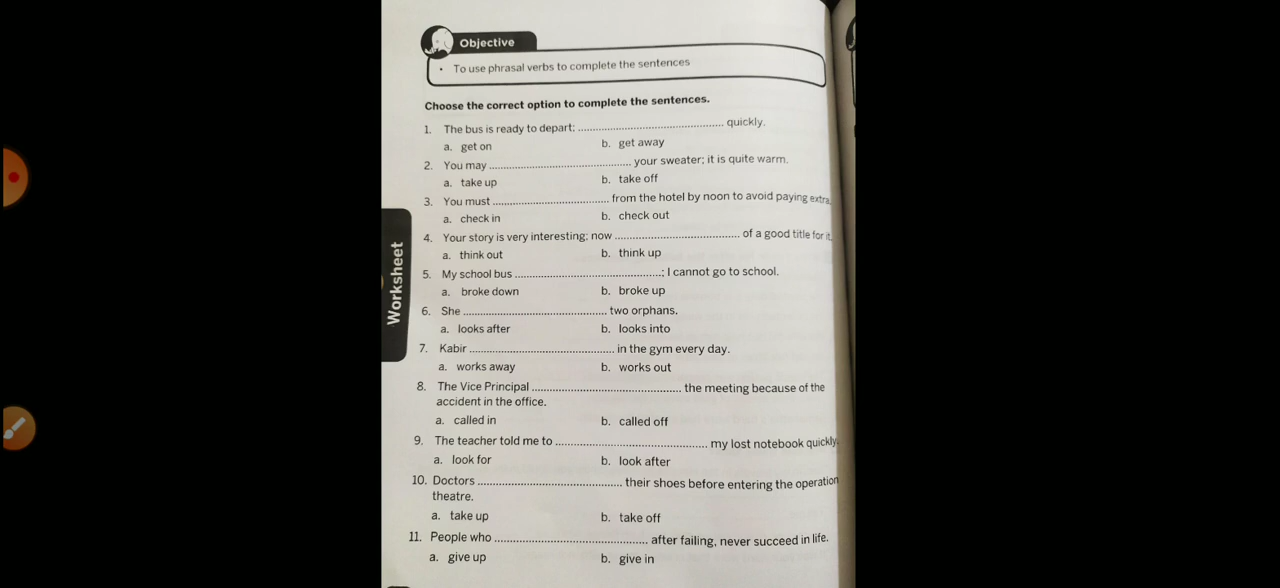 Objective
• To use phrasal verbs to complete the sentences
Choose the correct option to complete the sentences.
1. The bus is ready to depart; ................................................ quickly.
a. get on b. get away
2. You may ................................................ your sweater; it is quite warm.
a. take up b. take off
3. You must ....................................... from the hotel by noon to avoid paying extra.
a. check in b. check out
4. Your story is very interesting; now .......................................... of a good title for it.
a. think out b. think up
5. My school bus .................................................; I cannot go to school.
a. broke down b. broke up
6. She ................................................ two orphans.
a. looks after b. looks into
7. Kabir ................................................ in the gym every day.
a. works away b. works out
8. The Vice Principal .................................................. the meeting because of the
accident in the office.
a. called in b. called off
9. The teacher told me to .................................................. my lost notebook quickly.
a. look for b. look after
10. Doctors ................................................ their shoes before entering the operation
theatre.
a. take up b. take off
11. People who .................................................. after failing, never succeed in life.
a. give up b. give in
Worksheet